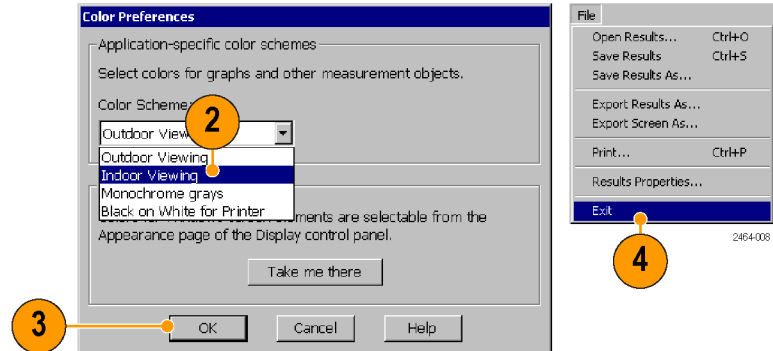 Color Preferences
Application-specific color schemes
Select colors for graphs and other measurement objects.
Color Scheme
2
Outdoor View
Outdoor Viewing
Indoor Viewing
Monochrome grays
Black on White for Printer
elements are selectable from the
Appearance page of the Display control panel.
Take me there
3
OK
Cancel
Help
File
Open Results... Ctrl+O
Save Results Ctrl+S
Save Results As...
Export Results As...
Export Screen As...
Print... Ctrl+P
Results Properties...
Exit
4
2464-008